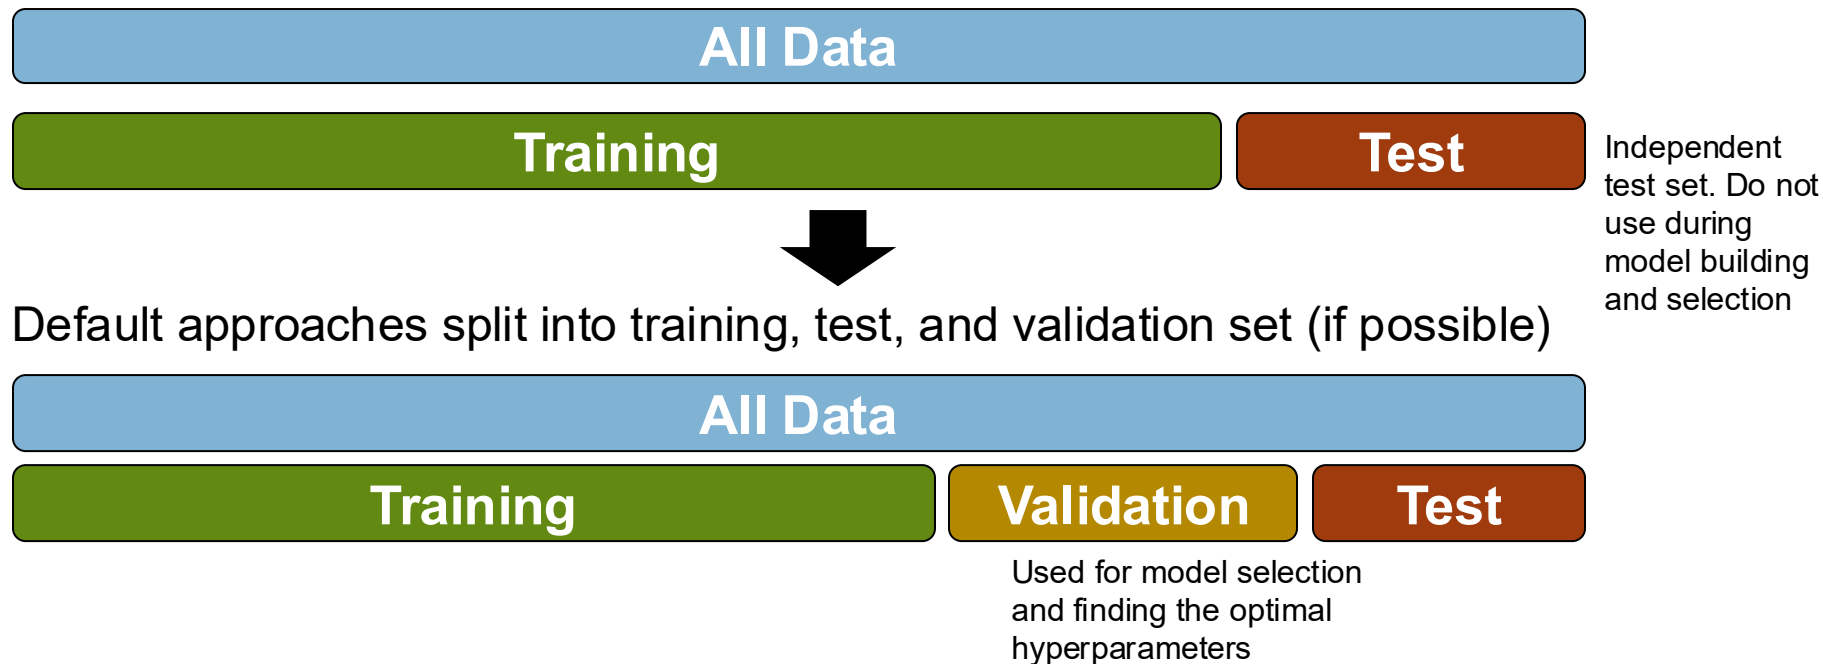 All Data
Training
Test
Independent
test set. Do not
use during
model building
and selection
Default approaches split into training, test, and validation set (if possible)
All Data
Training
Validation
Test
Used for model selection
and finding the optimal
hyperparameters